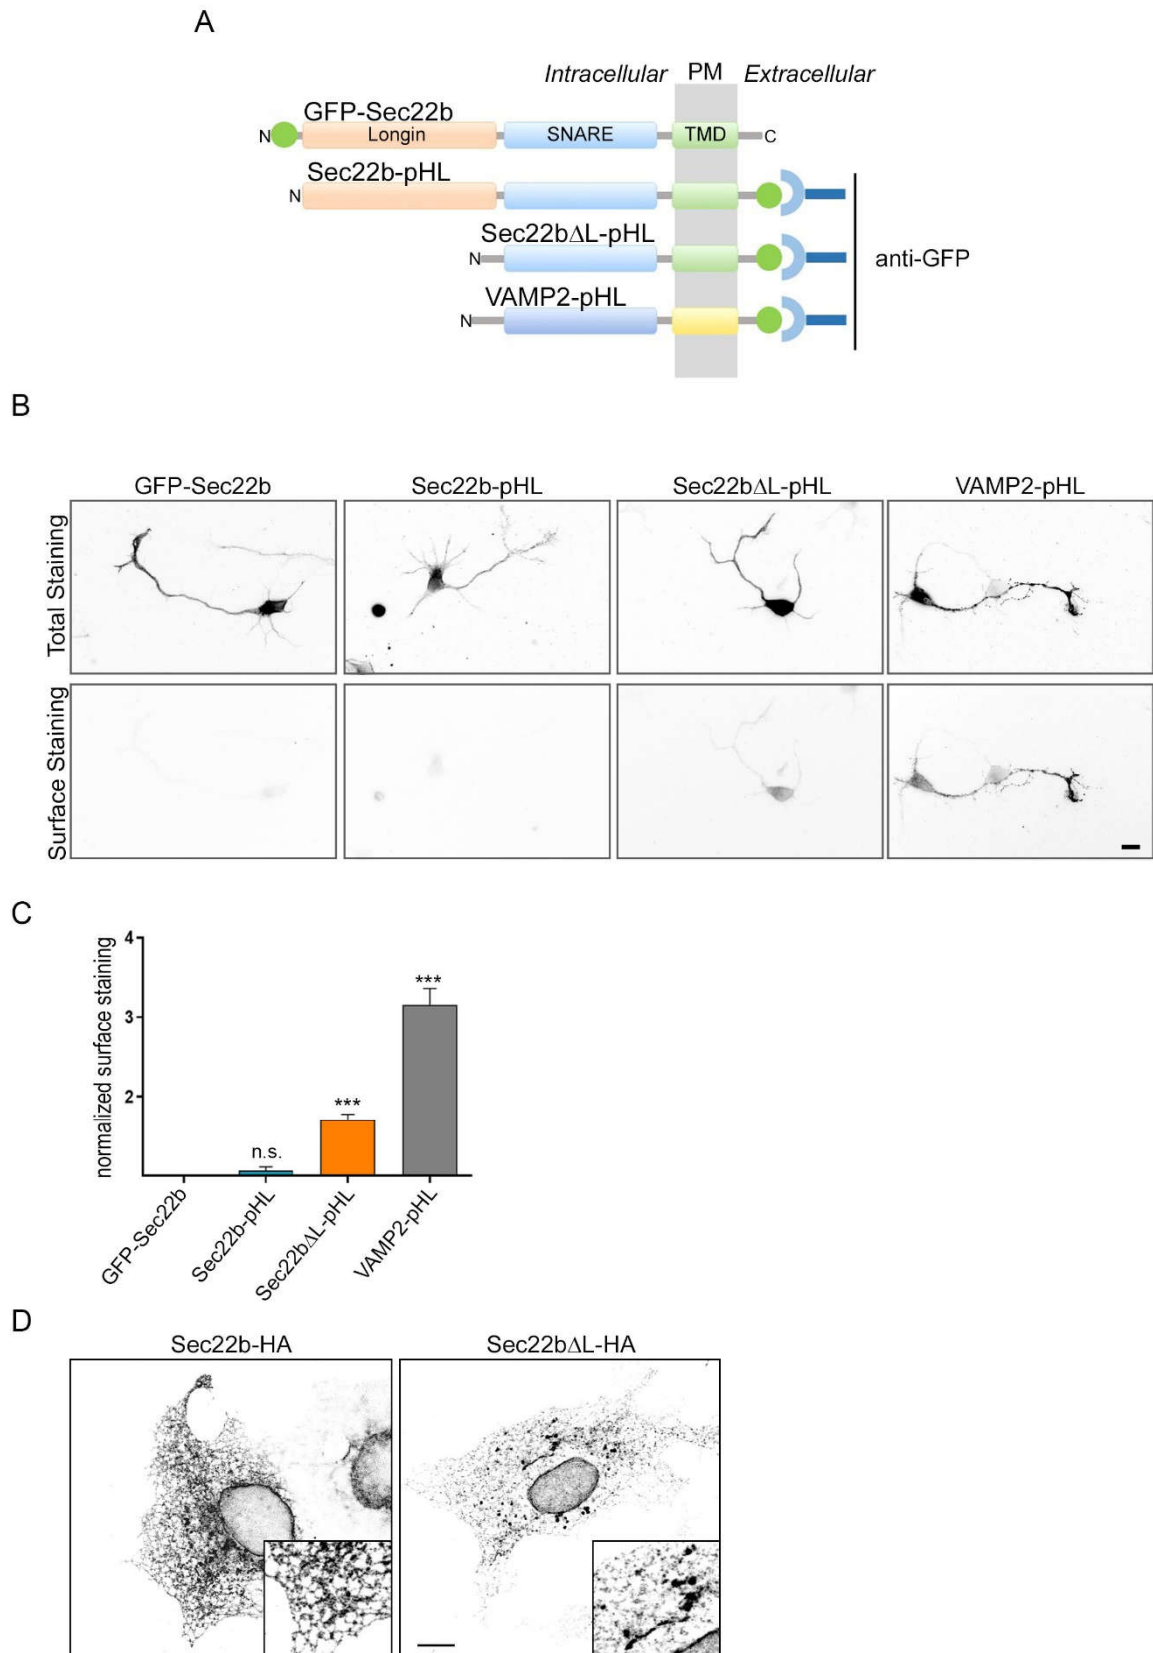 A
Intracellular PM Extracellular
GFP-Sec22b
N Longin SNARE TMD C
Sec22b-pHL
N
Sec22bΔL-pHL
N
anti-GFP
VAMP2-pHL
N
B
GFP-Sec22b Sec22b-pHL Sec22bΔL-pHL VAMP2-pHL
Total Staining
Surface Staining
C
normalized surface staining
4
3
2
n.s.
***
***
GFP-Sec22b
Sec22b-pHL
Sec22bΔL-pHL
VAMP2-pHL
D
Sec22b-HA Sec22bΔL-HA